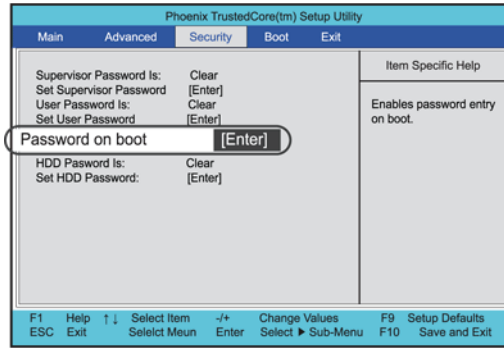 Phoenix TrustedCore(tm) Setup Utility
Main Advanced Security Boot Exit
Item Specific Help
Supervisor Password Is: Clear
Set Supervisor Password [Enter]
User Password Is: Clear
Set User Password [Enter]
Enables password entry
on boot.
Password on boot [Enter]
HDD Pasword Is: Clear
Set HDD Password: [Enter]
F1 Help ↑↓ Select Item -/+ Change Values F9 Setup Defaults
ESC Exit Selelct Meun Enter Select ▶ Sub-Menu F10 Save and Exit